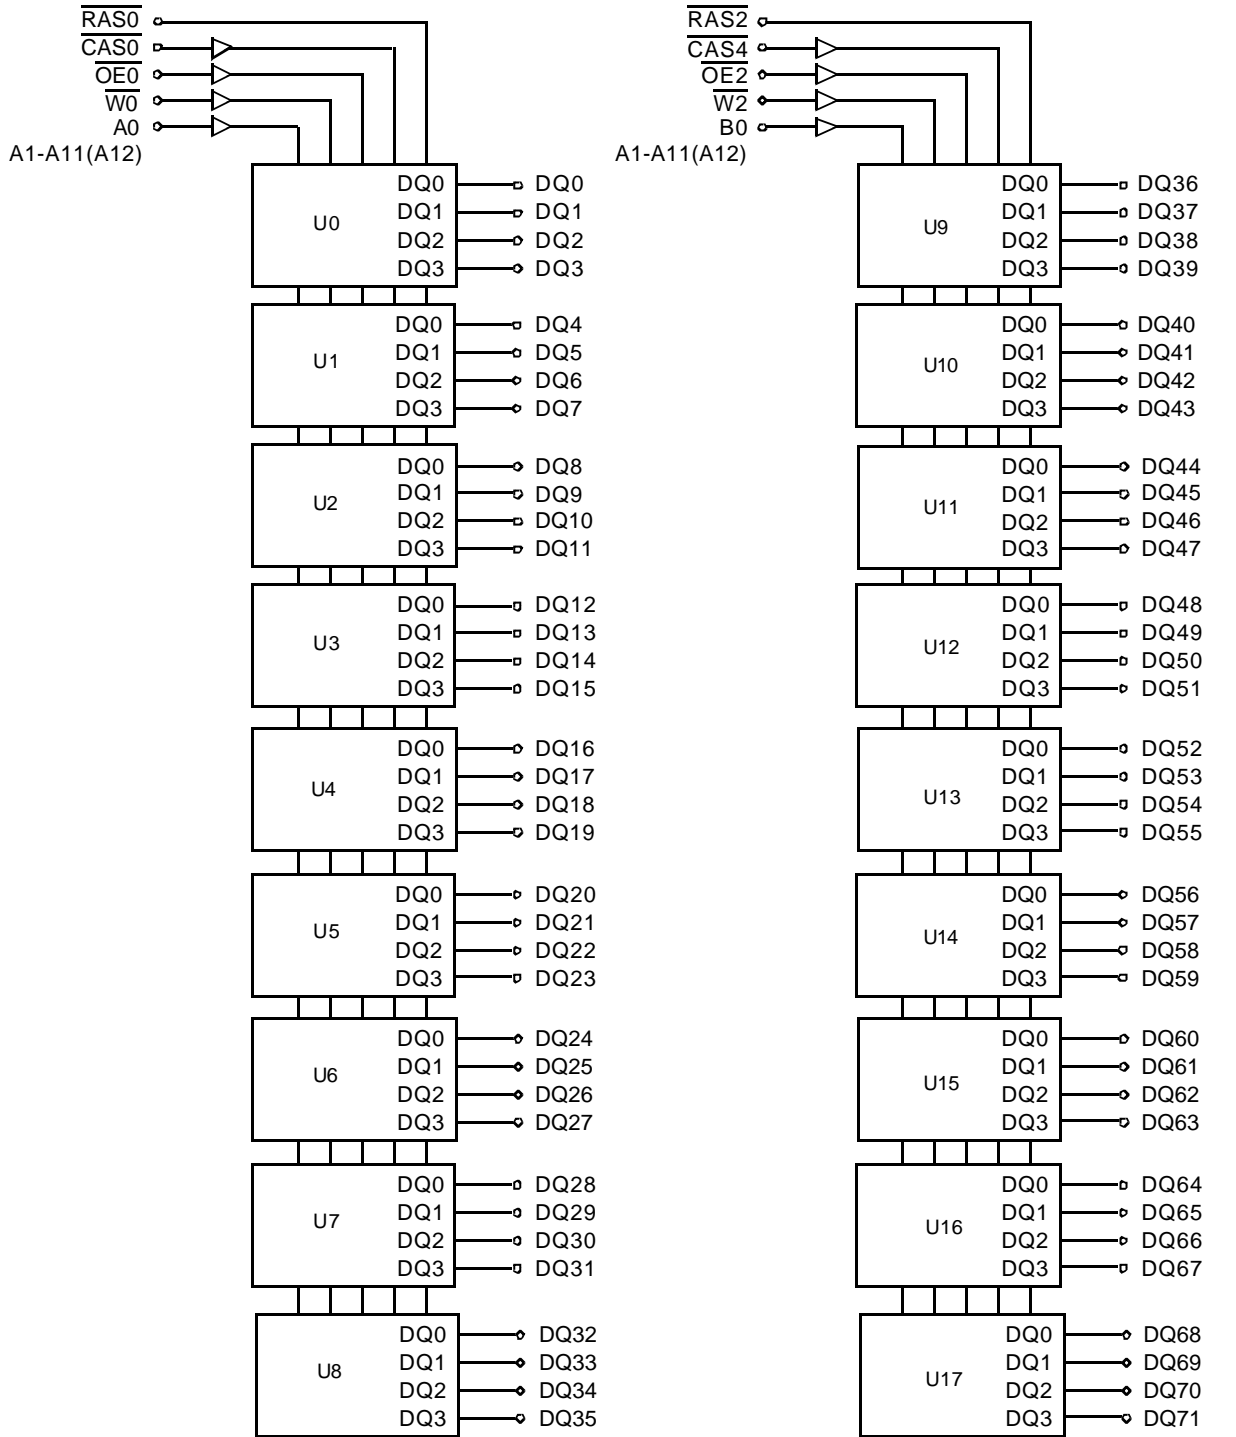 RAS0
CAS0
OE0
W0
A0
A1-A11(A12)
U0
DQ0 DQ0
DQ1 DQ1
DQ2 DQ2
DQ3 DQ3
U1
DQ0 DQ4
DQ1 DQ5
DQ2 DQ6
DQ3 DQ7
U2
DQ0 DQ8
DQ1 DQ9
DQ2 DQ10
DQ3 DQ11
U3
DQ0 DQ12
DQ1 DQ13
DQ2 DQ14
DQ3 DQ15
U4
DQ0 DQ16
DQ1 DQ17
DQ2 DQ18
DQ3 DQ19
U5
DQ0 DQ20
DQ1 DQ21
DQ2 DQ22
DQ3 DQ23
U6
DQ0 DQ24
DQ1 DQ25
DQ2 DQ26
DQ3 DQ27
U7
DQ0 DQ28
DQ1 DQ29
DQ2 DQ30
DQ3 DQ31
U8
DQ0 DQ32
DQ1 DQ33
DQ2 DQ34
DQ3 DQ35
RAS2
CAS4
OE2
W2
B0
A1-A11(A12)
U9
DQ0 DQ36
DQ1 DQ37
DQ2 DQ38
DQ3 DQ39
U10
DQ0 DQ40
DQ1 DQ41
DQ2 DQ42
DQ3 DQ43
U11
DQ0 DQ44
DQ1 DQ45
DQ2 DQ46
DQ3 DQ47
U12
DQ0 DQ48
DQ1 DQ49
DQ2 DQ50
DQ3 DQ51
U13
DQ0 DQ52
DQ1 DQ53
DQ2 DQ54
DQ3 DQ55
U14
DQ0 DQ56
DQ1 DQ57
DQ2 DQ58
DQ3 DQ59
U15
DQ0 DQ60
DQ1 DQ61
DQ2 DQ62
DQ3 DQ63
U16
DQ0 DQ64
DQ1 DQ65
DQ2 DQ66
DQ3 DQ67
U17
DQ0 DQ68
DQ1 DQ69
DQ2 DQ70
DQ3 DQ71